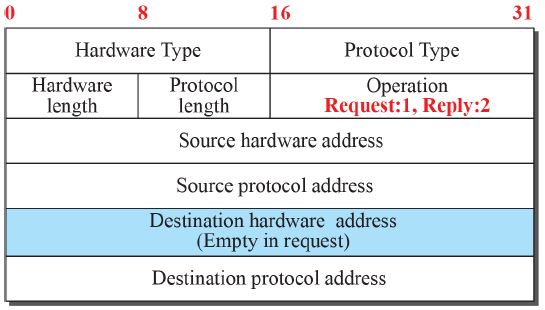 0 8 16 31
Hardware Type Protocol Type
Hardware length Protocol length Operation
Request:1, Reply:2
Source hardware address
Source protocol address
Destination hardware address
(Empty in request)
Destination protocol address